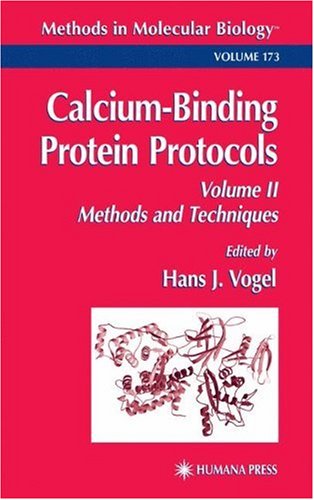 Methods in Molecular Biology™
VOLUME 173
Calcium-Binding
Protein Protocols
Volume II
Methods and Techniques
Edited by
Hans J. Vogel
HUMANA PRESS